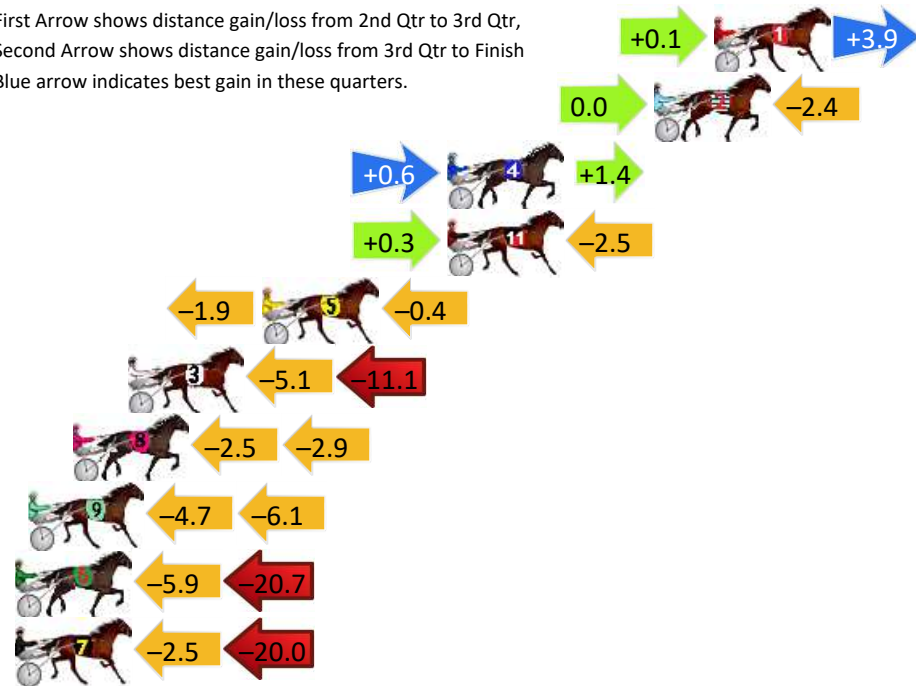 First Arrow shows distance gain/loss from 2nd Qtr to 3rd Qtr,
Second Arrow shows distance gain/loss from 3rd Qtr to Finish
Blue arrow indicates best gain in these quarters.
+0.1 1 +3.9
0.0 2 –2.4
+0.6 4 +1.4
+0.3 11 –2.5
–1.9 5 –0.4
3 –5.1 –11.1
8 –2.5 –2.9
9 –4.7 –6.1
6 –5.9 –20.7
7 –2.5 –20.0